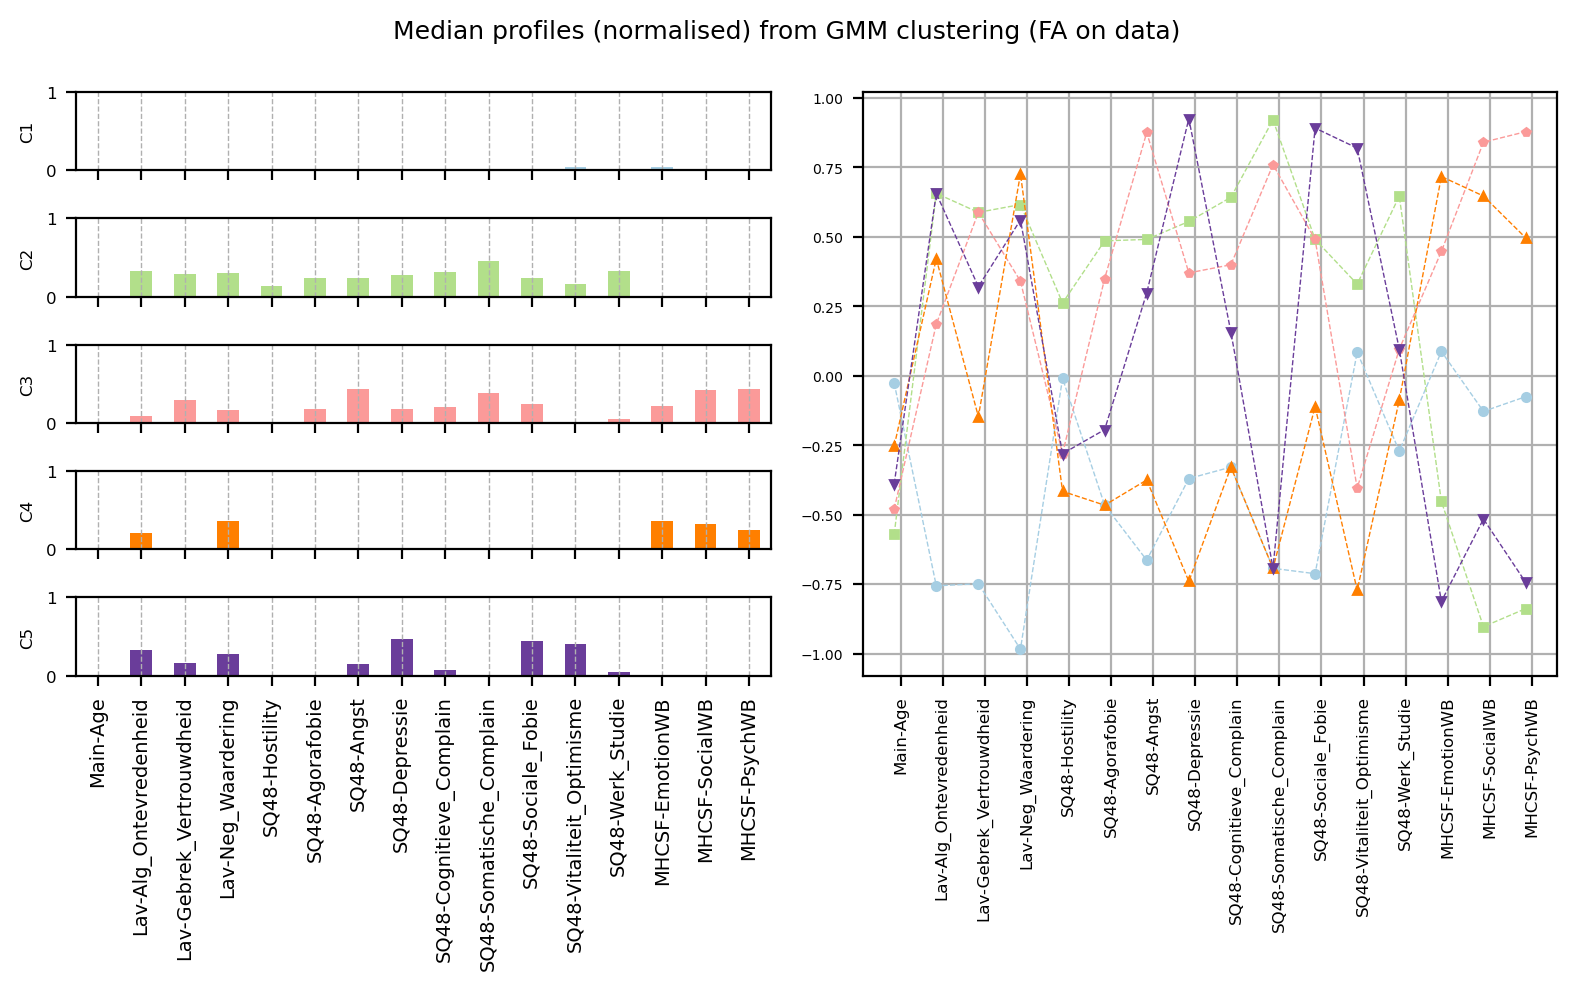 Median profiles (normalised) from GMM clustering (FA on data)
1
0
C1
1
0
C2
1
0
C3
1
0
C4
1
0
C5
Main-Age
Lav-Alg_Ontevredenheid
Lav-Gebrek_Vertrouwdheid
Lav-Neg_Waardering
SQ48-Hostility
SQ48-Agorafobie
SQ48-Angst
SQ48-Depressie
SQ48-Cognitieve_Complain
SQ48-Somatische_Complain
SQ48-Sociale_Fobie
SQ48-Vitaliteit_Optimisme
SQ48-Werk_Studie
MHCSF-EmotionWB
MHCSF-SocialWB
MHCSF-PsychWB
1.00
0.75
0.50
0.25
0.00
−0.25
−0.50
−0.75
−1.00
Main-Age
Lav-Alg_Ontevredenheid
Lav-Gebrek_Vertrouwdheid
Lav-Neg_Waardering
SQ48-Hostility
SQ48-Agorafobie
SQ48-Angst
SQ48-Depressie
SQ48-Cognitieve_Complain
SQ48-Somatische_Complain
SQ48-Sociale_Fobie
SQ48-Vitaliteit_Optimisme
SQ48-Werk_Studie
MHCSF-EmotionWB
MHCSF-SocialWB
MHCSF-PsychWB